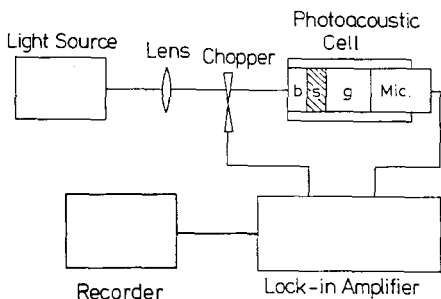 Photoacoustic
Cell
Light Source
Lens
Chopper
b s g Mic.
Recorder
Lock-in Amplifier